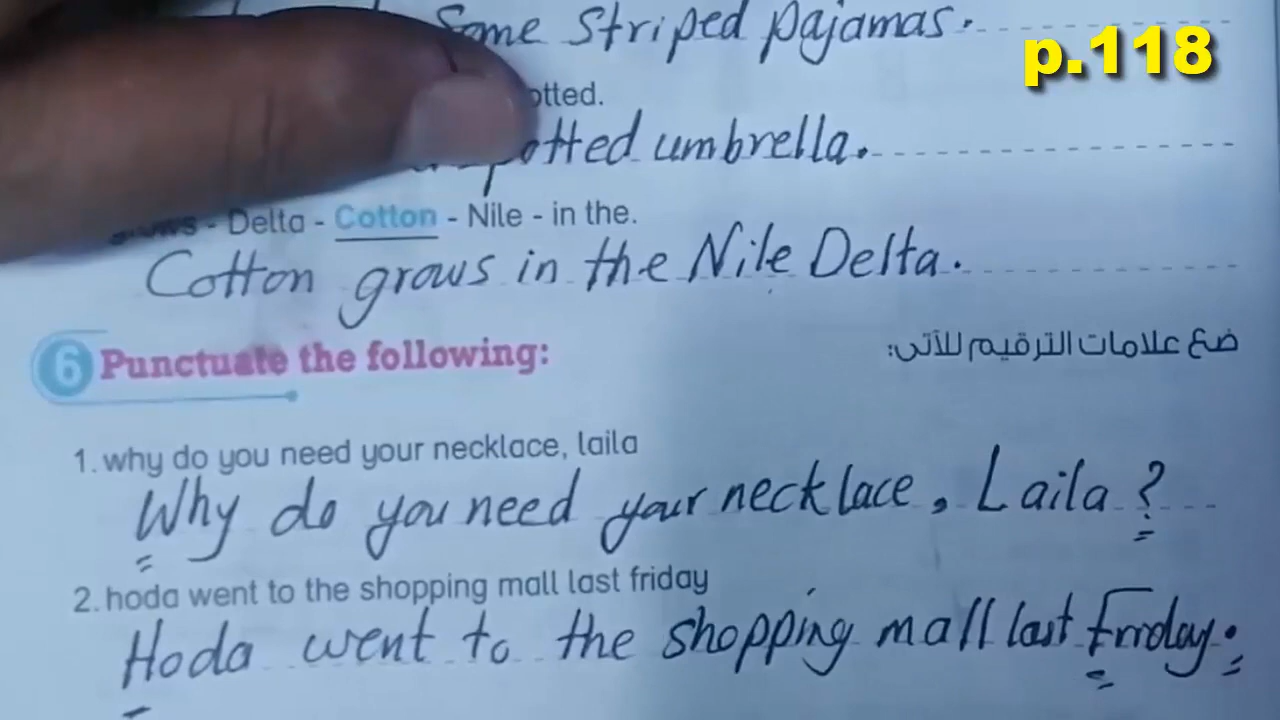 Some striped pajamas.
p.118
otted.
potted umbrella.
- Delta - Cotton - Nile - in the.
Cotton grows in the Nile Delta.
6 Punctuate the following:
ضع علامات الترقيم للآتى:
1. why do you need your necklace, laila
Why do you need your necklace, Laila?
2. hoda went to the shopping mall last friday
Hoda went to the shopping mall last Friday.